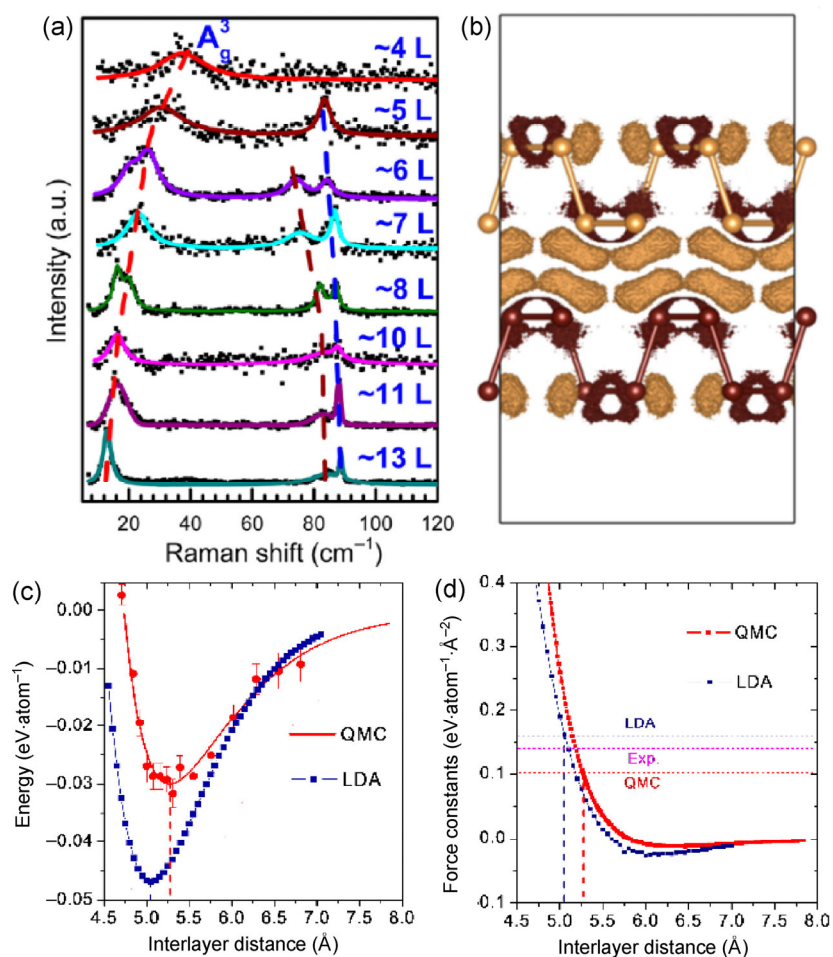 (a)
A_g^3
~4 L
~5 L
~6 L
~7 L
~8 L
~10 L
~11 L
~13 L
Intensity (a.u.)
20 40 60 80 100 120
Raman shift (cm⁻¹)
(b)
(c)
0.00
−0.01
−0.02
−0.03
−0.04
−0.05
Energy (eV·atom⁻¹)
QMC
LDA
4.5 5.0 5.5 6.0 6.5 7.0 7.5 8.0
Interlayer distance (Å)
(d)
0.4
0.3
0.2
0.1
0.0
0.1
Force constants (eV·atom⁻¹·Å⁻²)
QMC
LDA
LDA
Exp.
QMC
4.5 5.0 5.5 6.0 6.5 7.0 7.5 8.0
Interlayer distance (Å)